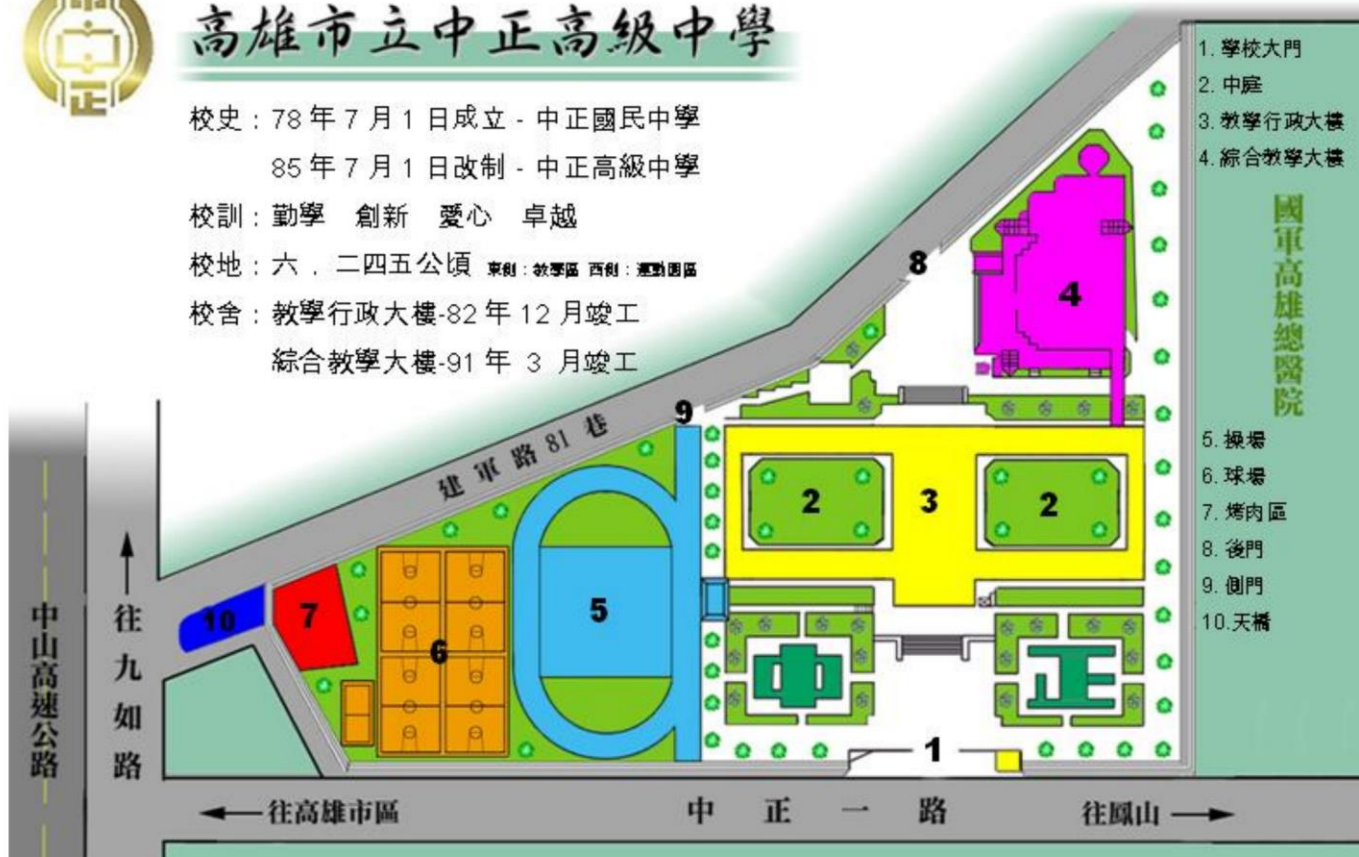 高雄市立中正高級中學
中正
校史：78年7月1日成立-中正國民中學
85年7月1日改制-中正高級中學
校訓：勤學 創新 愛心 卓越
校地：六．二四五公頃 東側：教學區 西側：運動園區
校舍：教學行政大樓-82年12月竣工
綜合教學大樓-91年 3 月竣工
1.學校大門
2.中庭
3.教學行政大樓
4.綜合教學大樓
國軍高雄總醫院
5.操場
6.球場
7.烤肉區
8.後門
9.側門
10.天橋
8
4
9
建軍路81巷
2
3
2
10
7
6
5
1
中
正
中山高速公路
往九如路
往高雄市區
中正一路
往鳳山